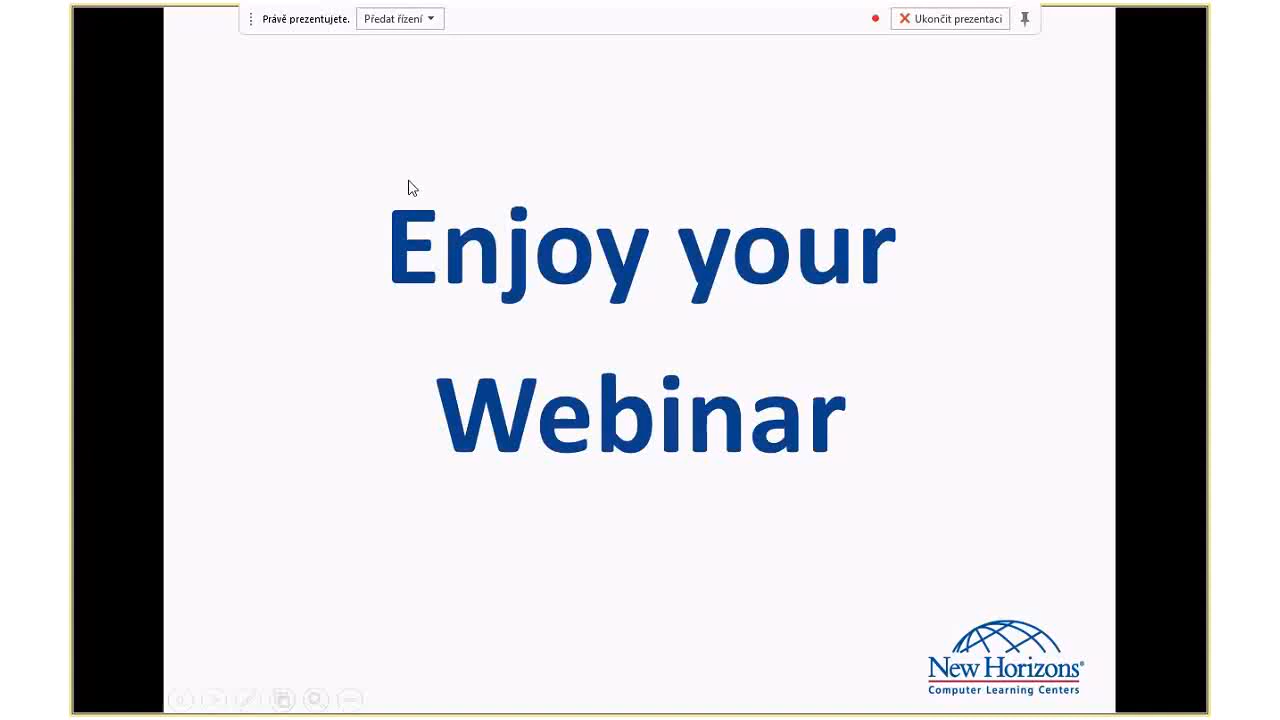 Právě prezentujete. Předat řízení Ukončit prezentaci
Enjoy your
Webinar
New Horizons®
Computer Learning Centers